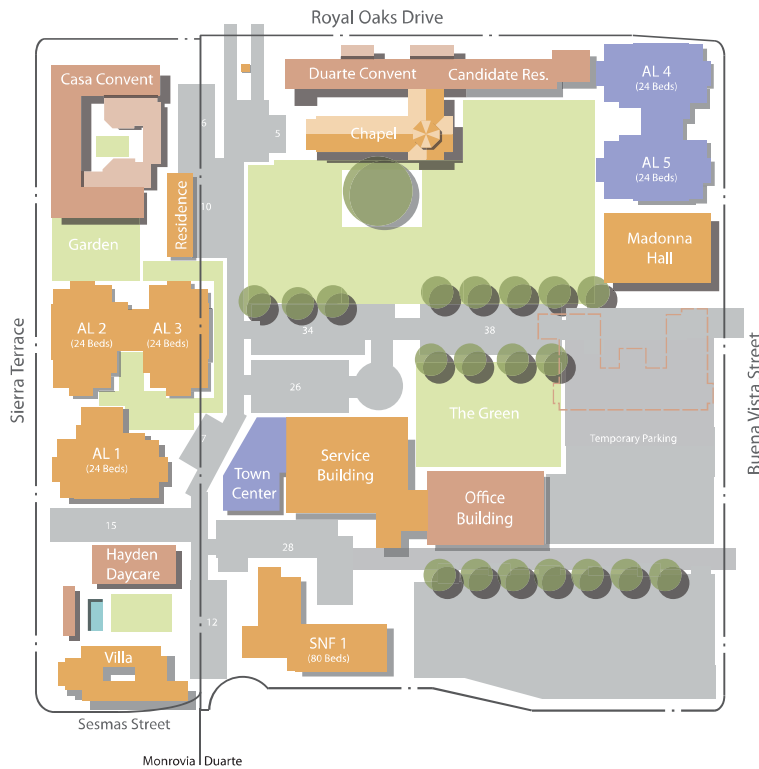 Royal Oaks Drive
Casa Convent
Duarte Convent
Candidate Res.
AL 4
(24 Beds)
6
5
Chapel
AL 5
(24 Beds)
Residence
10
Garden
Madonna
Hall
AL 2
(24 Beds)
AL 3
(24 Beds)
34
38
Sierra Terrace
Buena Vista Street
26
The Green
7
Temporary Parking
AL 1
(24 Beds)
Town
Center
Service
Building
Office
Building
15
28
Hayden
Daycare
12
SNF 1
(80 Beds)
Villa
Sesmas Street
Monrovia
Duarte